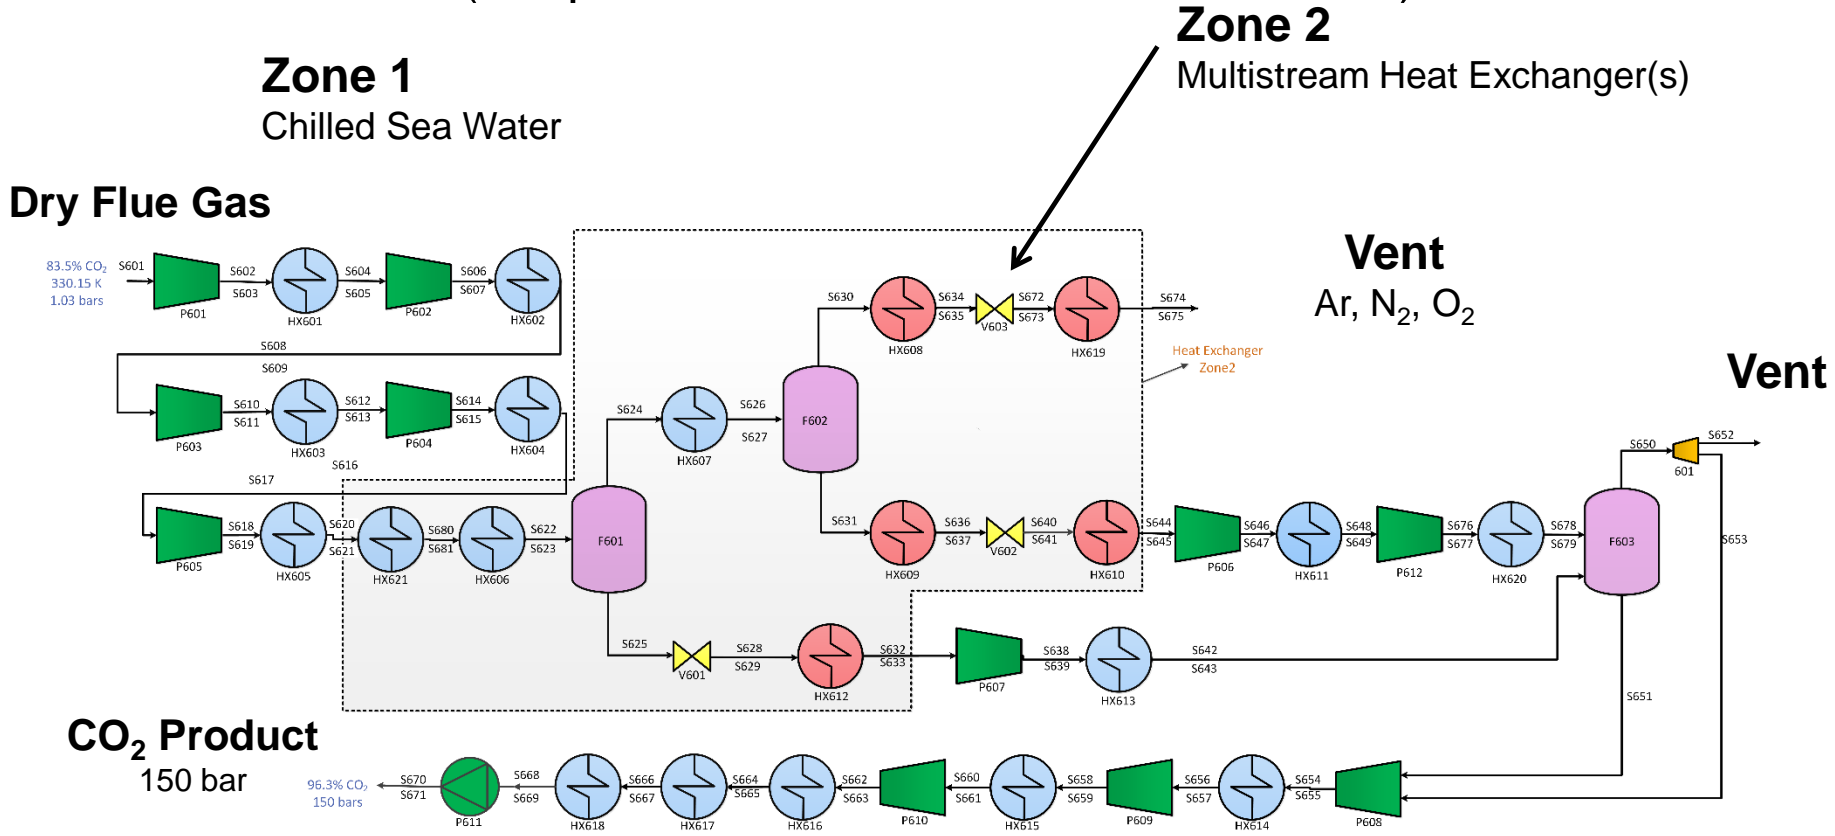 Zone 2
Multistream Heat Exchanger(s)
Zone 1
Chilled Sea Water
Dry Flue Gas
83.5% CO₂
330.15 K
1.03 bars
S601
P601
S602
S603
HX601
S604
S605
P602
S606
S607
HX602
S608
S609
P603
S610
S611
HX603
S612
S613
P604
S614
S615
HX604
S616
S617
P605
S618
S619
HX605
S620
S621
HX621
S680
S681
HX606
S622
S623
F601
S624
HX607
S626
S627
F602
S630
HX608
S634
S635
V603
S672
S673
HX619
S674
S675
Heat Exchanger
Zone2
Vent
Ar, N₂, O₂
Vent
S631
HX609
S636
S637
V602
S640
S641
HX610
S644
S645
P606
S646
S647
HX611
S648
S649
P612
S676
S677
HX620
S678
S679
F603
S650
601
S652
S653
S625
V601
S628
S629
HX612
S632
S633
P607
S638
S639
HX613
S642
S643
S651
CO₂ Product
150 bar
96.3% CO₂
150 bars
S670
S671
P611
S668
S669
HX618
S666
S667
HX617
S664
S665
HX616
S662
S663
P610
S660
S661
HX615
S658
S659
P609
S656
S657
HX614
S654
S655
P608